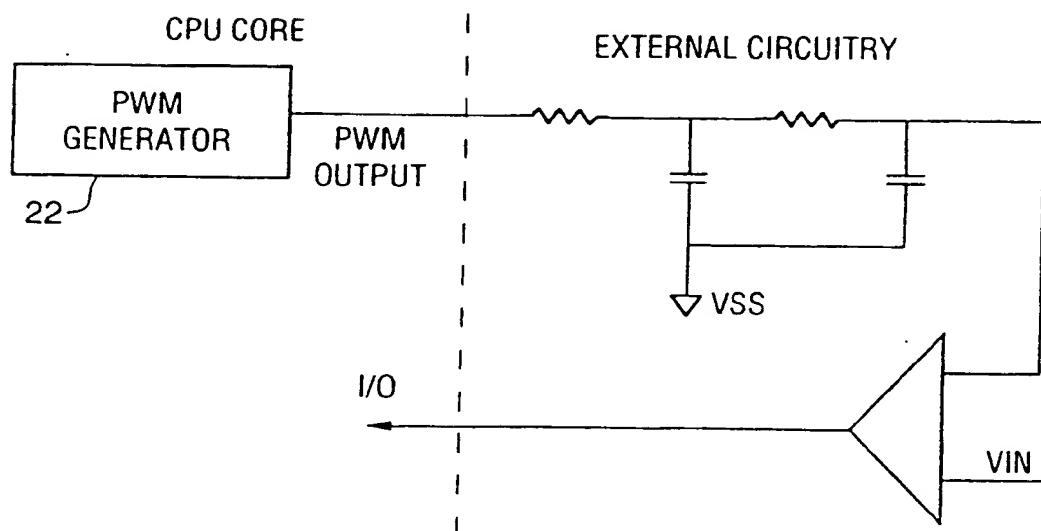 CPU CORE
EXTERNAL CIRCUITRY
PWM
GENERATOR
PWM
OUTPUT
22
VSS
I/O
VIN